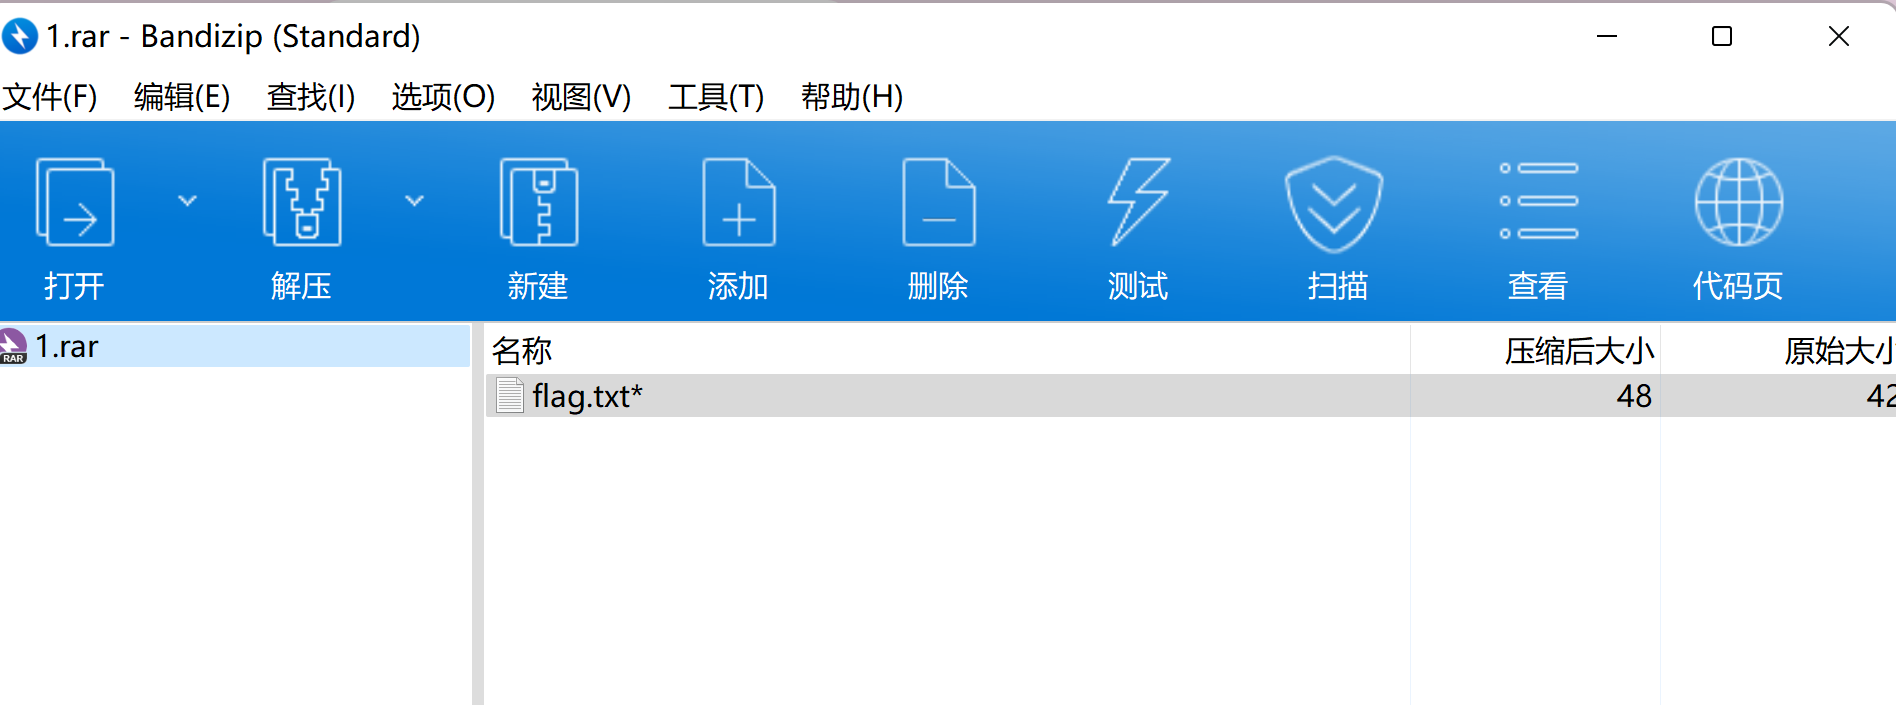 1.rar - Bandizip (Standard)
文件(F) 编辑(E) 查找(I) 选项(O) 视图(V) 工具(T) 帮助(H)
打开 解压 新建 添加 删除 测试 扫描 查看 代码页
RAR 1.rar
名称 压缩后大小 原始大小
flag.txt* 48 42